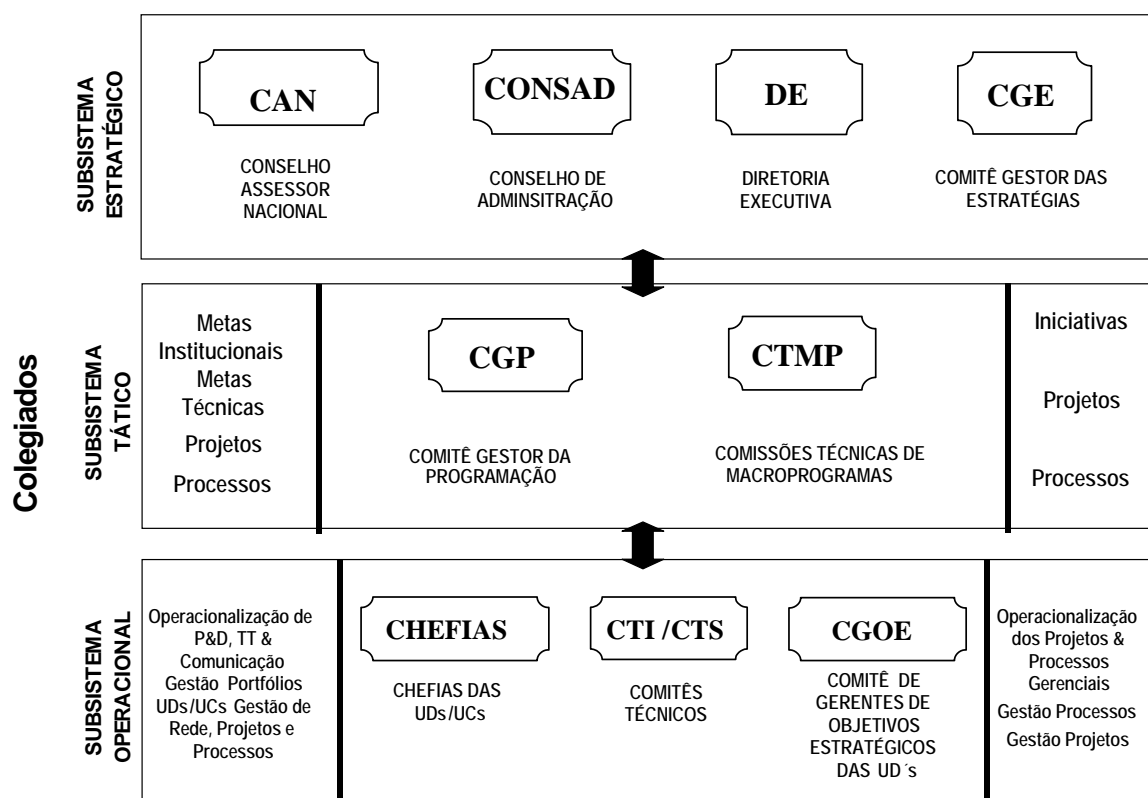 Colegiados
SUBSISTEMA
ESTRATÉGICO
CAN
CONSELHO
ASSESSOR
NACIONAL
CONSAD
CONSELHO DE
ADMINSITRAÇÃO
DE
DIRETORIA
EXECUTIVA
CGE
COMITÊ GESTOR DAS
ESTRATÉGIAS
SUBSISTEMA
TÁTICO
Metas
Institucionais
Metas
Técnicas
Projetos
Processos
CGP
COMITÊ GESTOR DA
PROGRAMAÇÃO
CTMP
COMISSÕES TÉCNICAS DE
MACROPROGRAMAS
Iniciativas
Projetos
Processos
SUBSISTEMA
OPERACIONAL
Operacionalização de
P&D, TT &
Comunicação
Gestão Portfólios
UDs/UCs Gestão de
Rede, Projetos e
Processos
CHEFIAS
CHEFIAS DAS
UDs/UCs
CTI /CTS
COMITÊS
TÉCNICOS
CGOE
COMITÊ DE
GERENTES DE
OBJETIVOS
ESTRATÉGICOS
DAS UD´s
Operacionalização
dos Projetos &
Processos
Gerenciais
Gestão Processos
Gestão Projetos